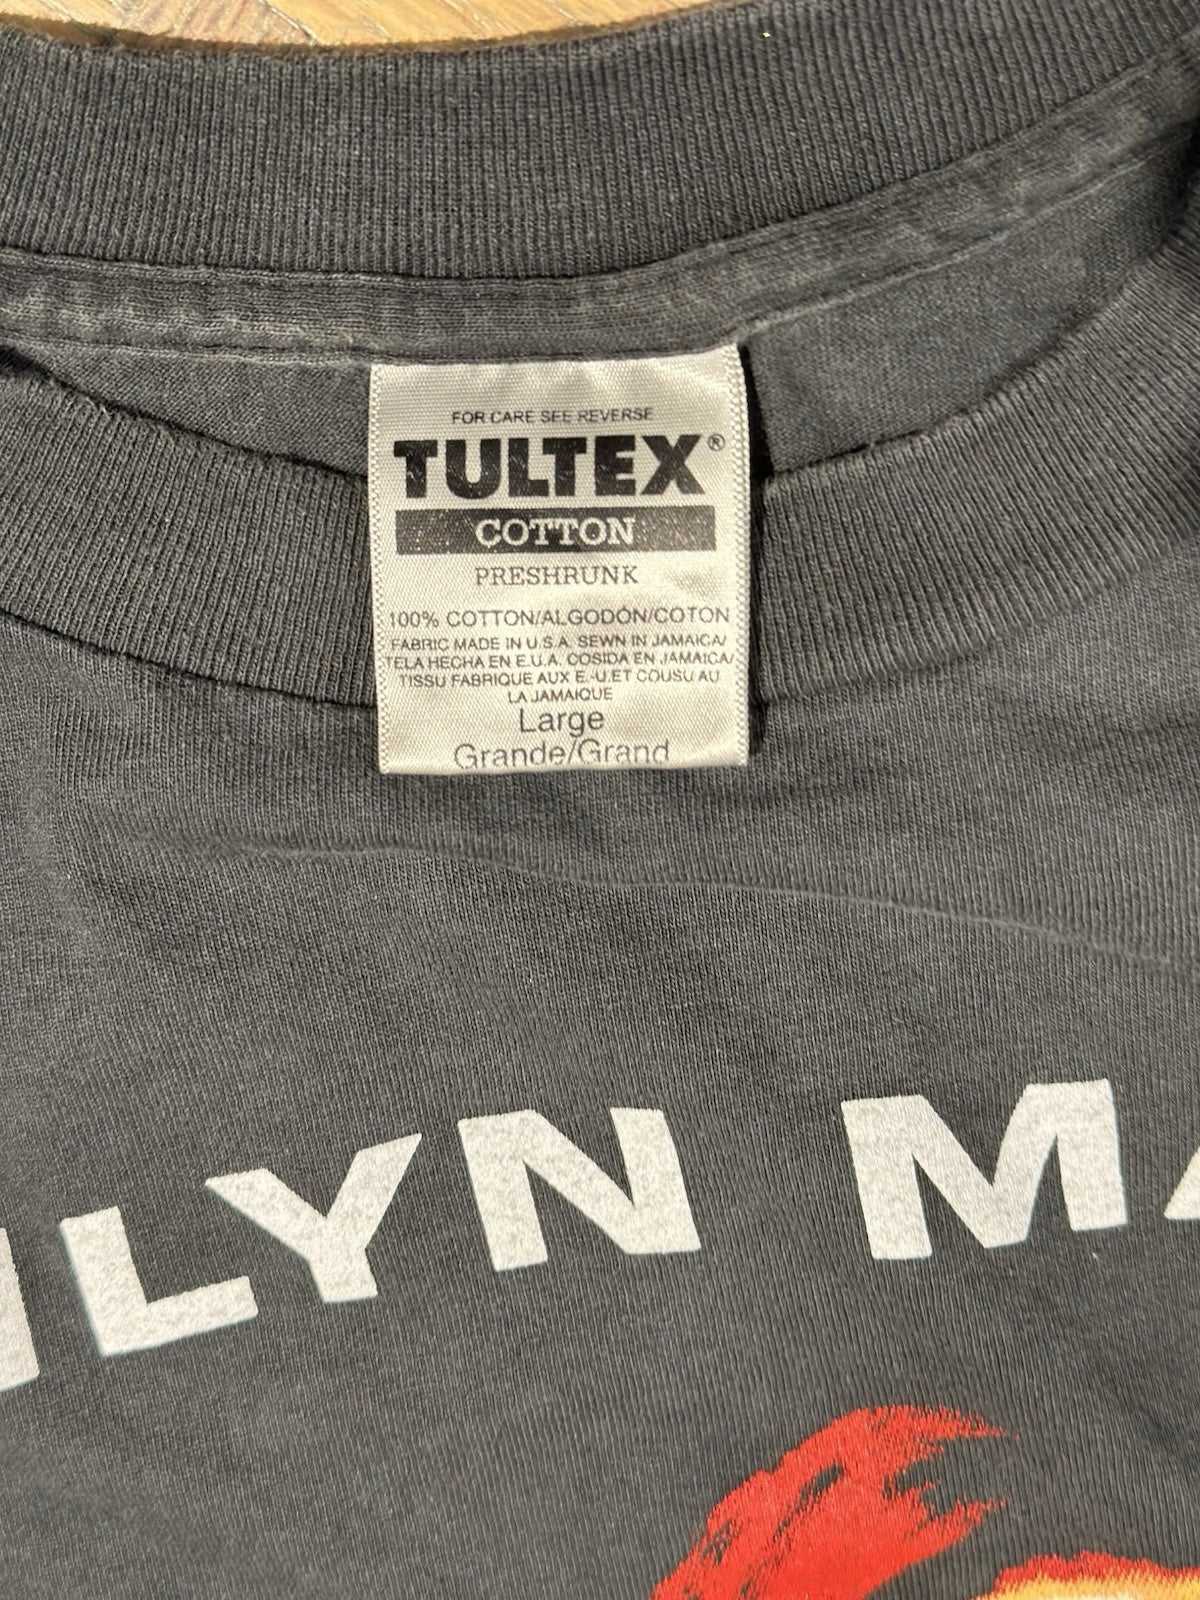 FOR CARE SEE REVERSE
TULTEX®
COTTON
PRESHRUNK
100% COTTON/ALGODÓN/COTON
FABRIC MADE IN U.S.A. SEWN IN JAMAICA/
TELA HECHA EN E.U.A. COSIDA EN JAMAICA/
TISSU FABRIQUE AUX E.-U.ET COUSU AU
LA JAMAIQUE
Large
Grande/Grand
ILYN MA